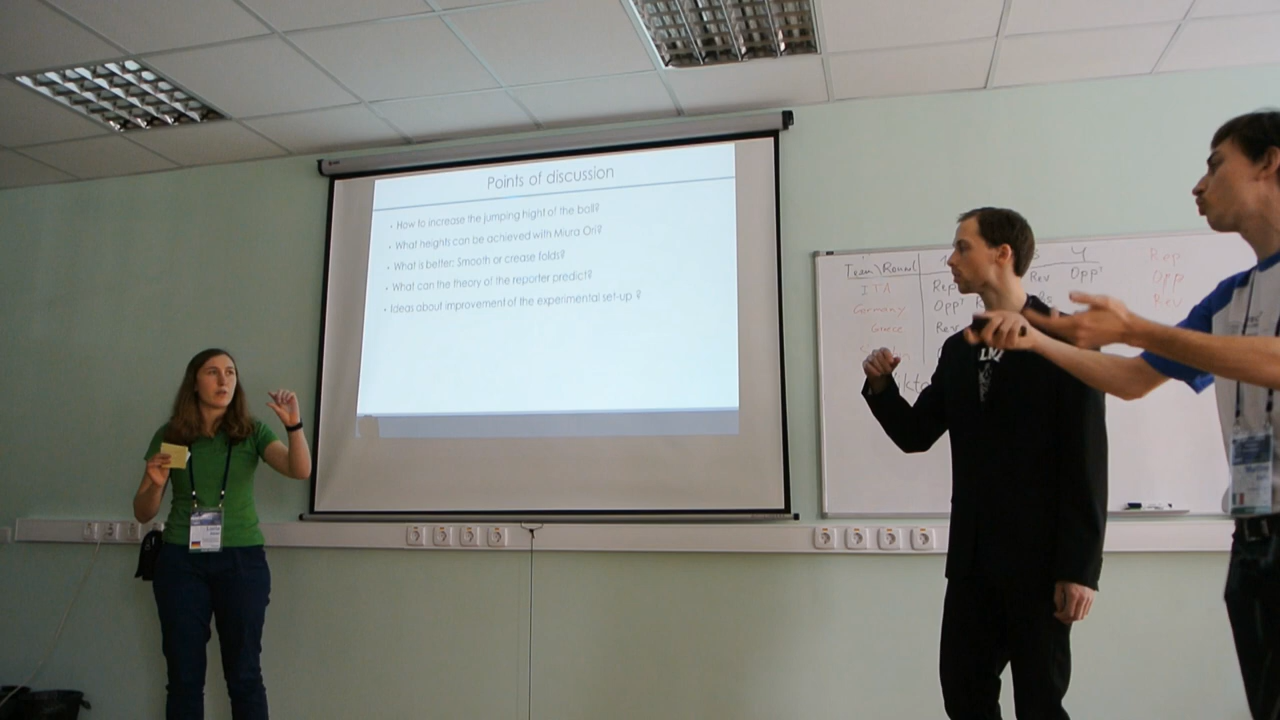 Points of discussion
• How to increase the jumping hight of the ball?
• What heights can be achieved with Miura Ori?
• What is better: Smooth or crease folds?
• What can the theory of the reporter predict?
• Ideas about improvement of the experimental set-up ?
Team\Round 4 Rep
ITA Rep Rev Opp Opp
Germany Opp Rev
Greece Rev